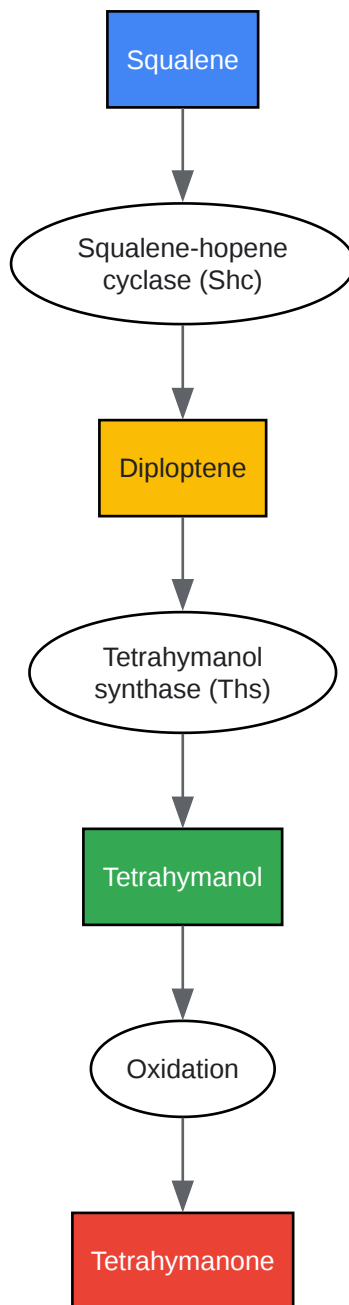 Squalene
Squalene-hopene
cyclase (Shc)
Diploptene
Tetrahymanol
synthase (Ths)
Tetrahymanol
Oxidation
Tetrahymanone